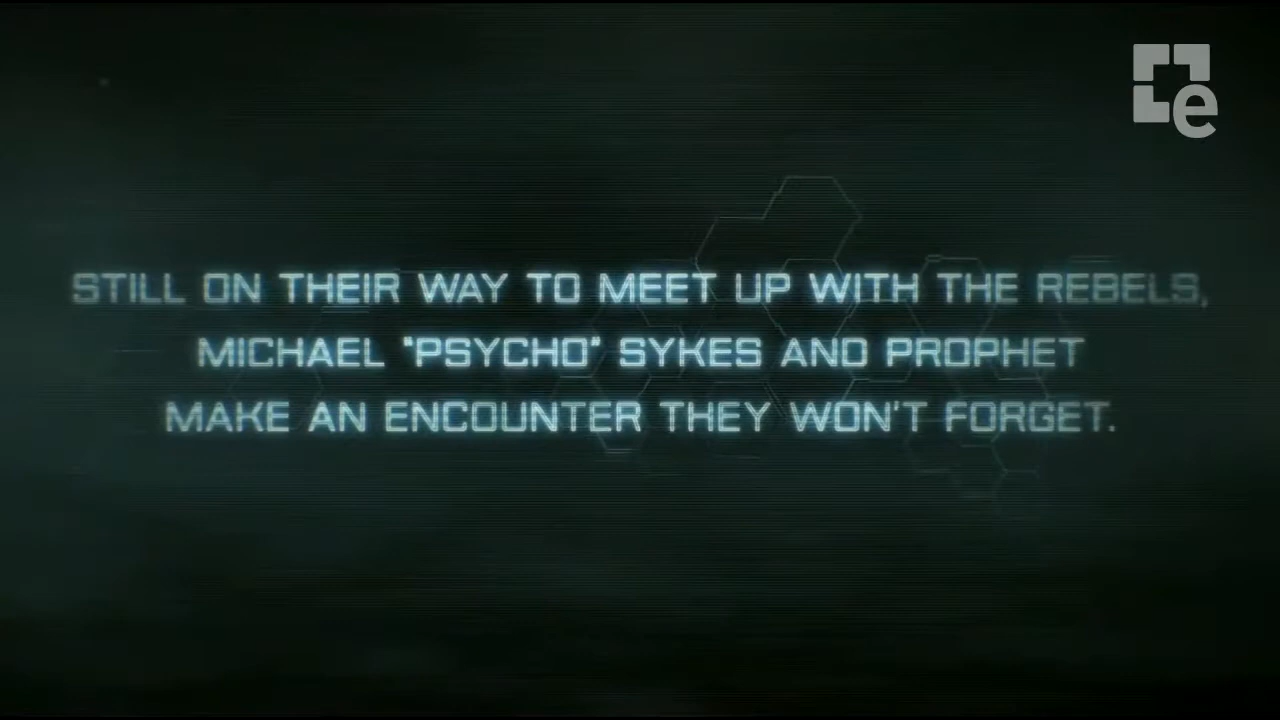 e
STILL ON THEIR WAY TO MEET UP WITH THE REBELS,
MICHAEL "PSYCHO" SYKES AND PROPHET
MAKE AN ENCOUNTER THEY WON'T FORGET.